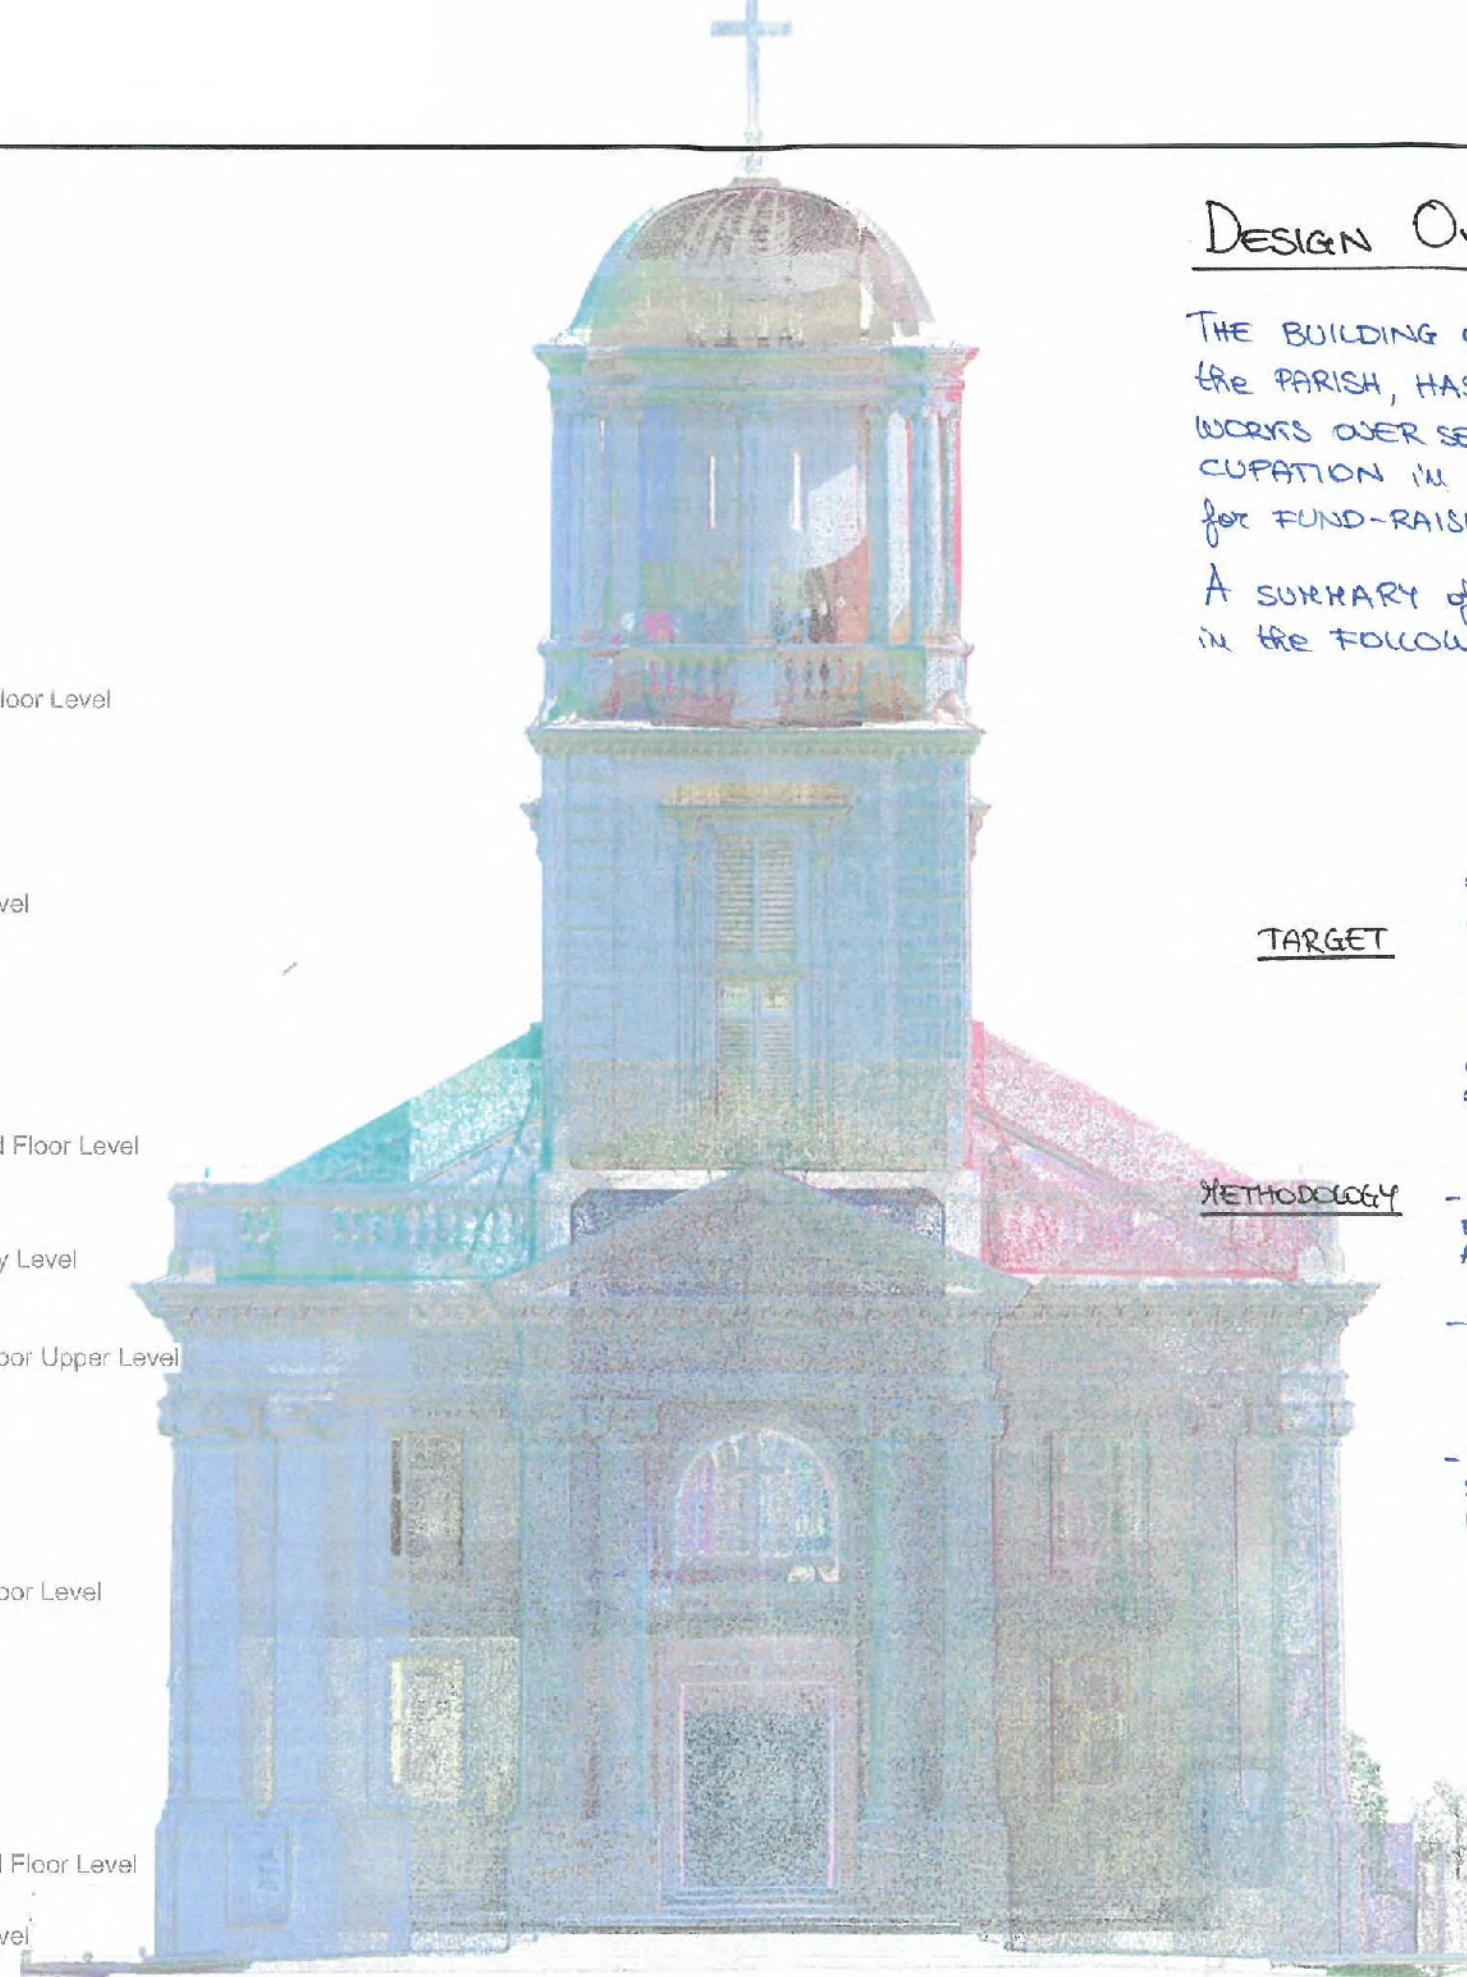 DESIGN
THE BUILDING
the PARISH, HAS
WORKS OVER SE
CUPATION IN
for FUND-RAIS
A SUMMARY of
in the FOLLOW
loor Level
vel
TARGET
d Floor Level
METHODOLOGY
y Level
oor Upper Level
oor Level
d Floor Level
vel